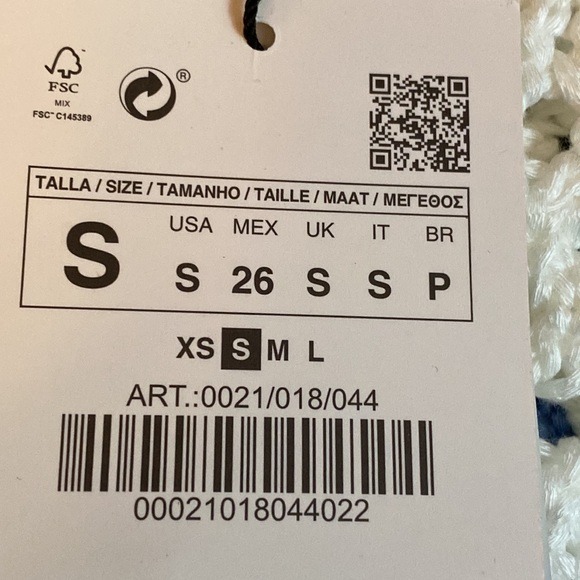 FSC
MIX
FSC™ C145389
®
TALLA / SIZE / TAMANHO / TAILLE / MAAT / ΜΕΓΕΘΟΣ
S
USA MEX UK IT BR
S 26 S S P
XS S M L
ART.:0021/018/044
00021018044022